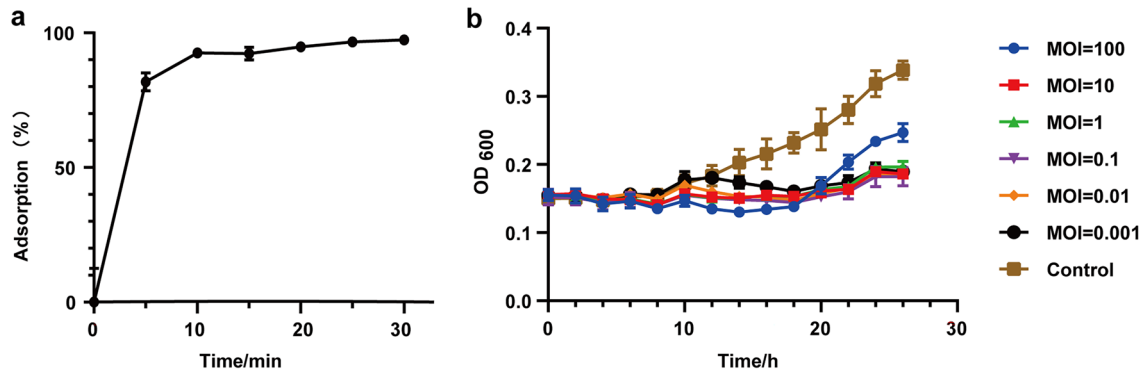 a
Adsorption (%)
100
50
0
0 10 20 30
Time/min
b
OD 600
0.4
0.3
0.2
0.1
0.0
0 10 20 30
Time/h
MOI=100
MOI=10
MOI=1
MOI=0.1
MOI=0.01
MOI=0.001
Control